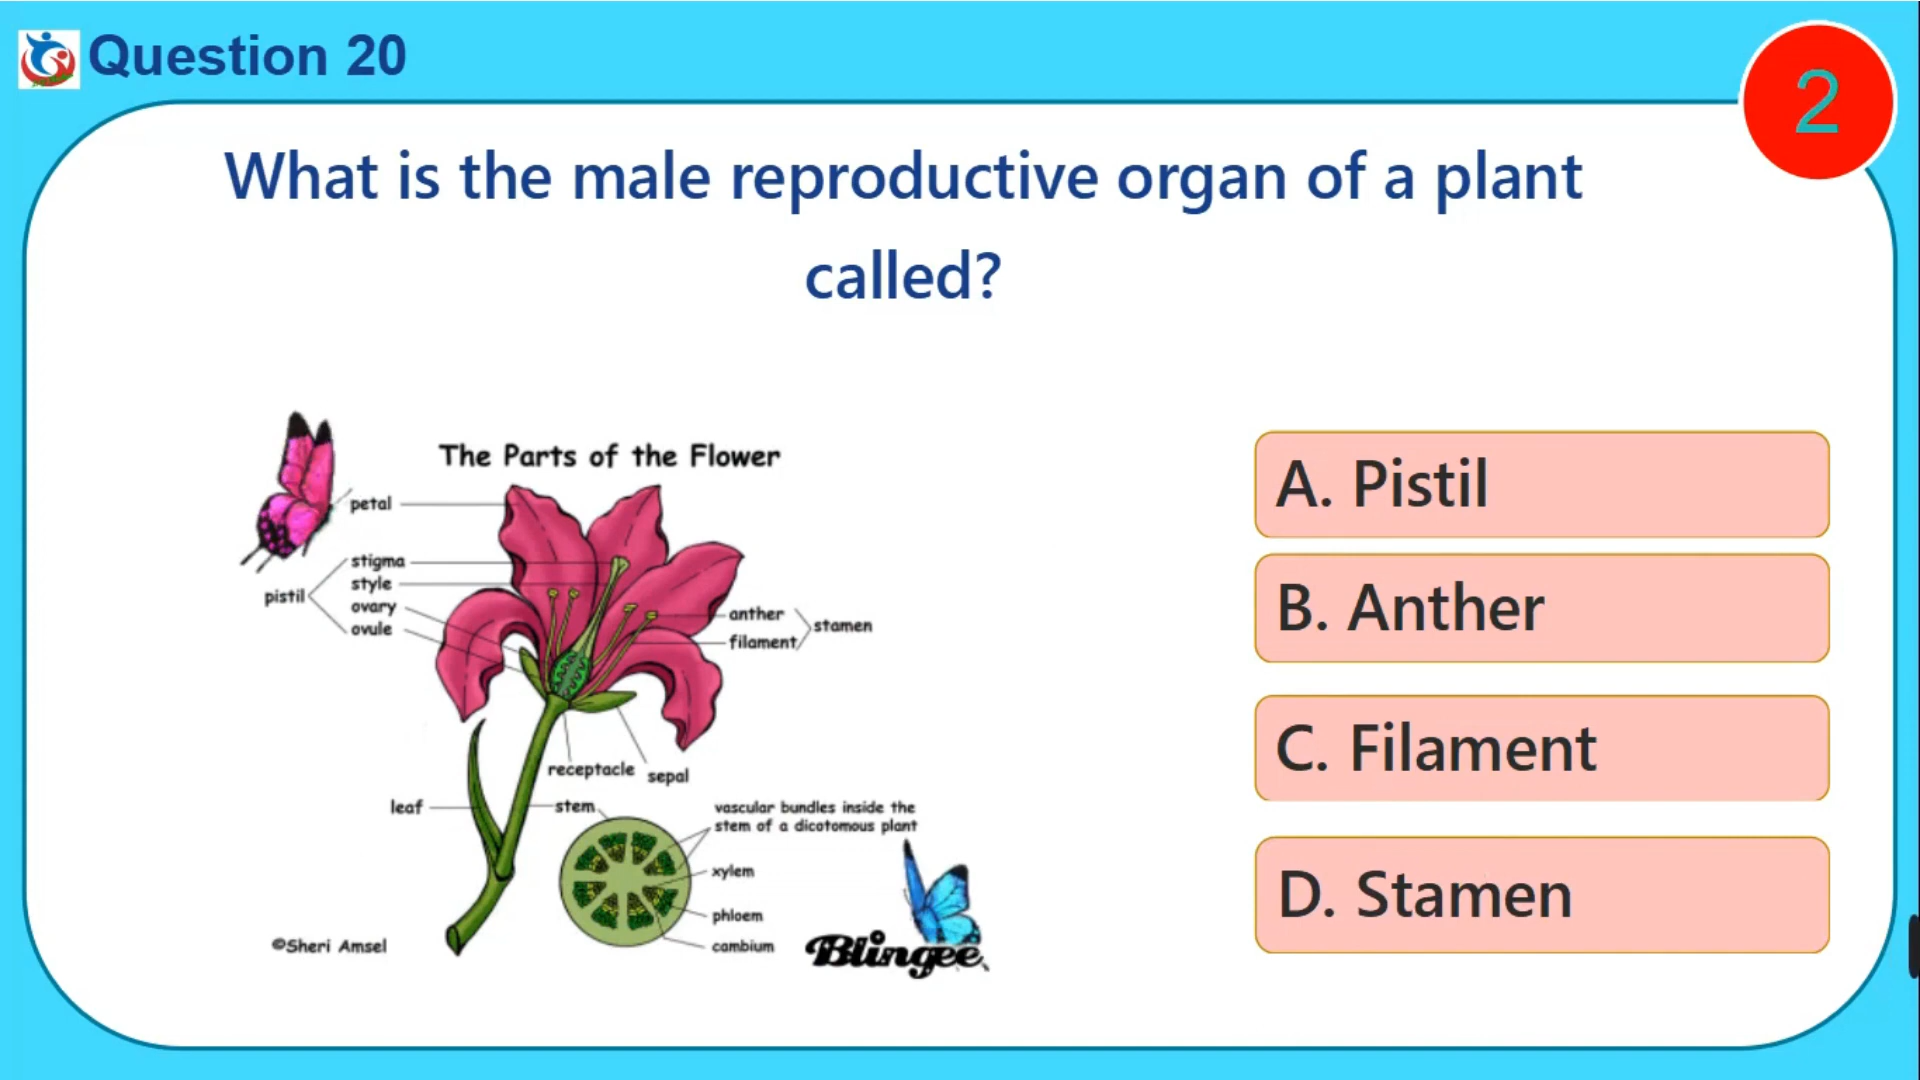 Question 20
2
What is the male reproductive organ of a plant
called?
The Parts of the Flower
petal
stigma
style
pistil
ovary
ovule
anther
stamen
filament
receptacle
sepal
leaf
stem
vascular bundles inside the
stem of a dicotomous plant
xylem
phloem
cambium
©Sheri Amsel
Blingee
A. Pistil
B. Anther
C. Filament
D. Stamen